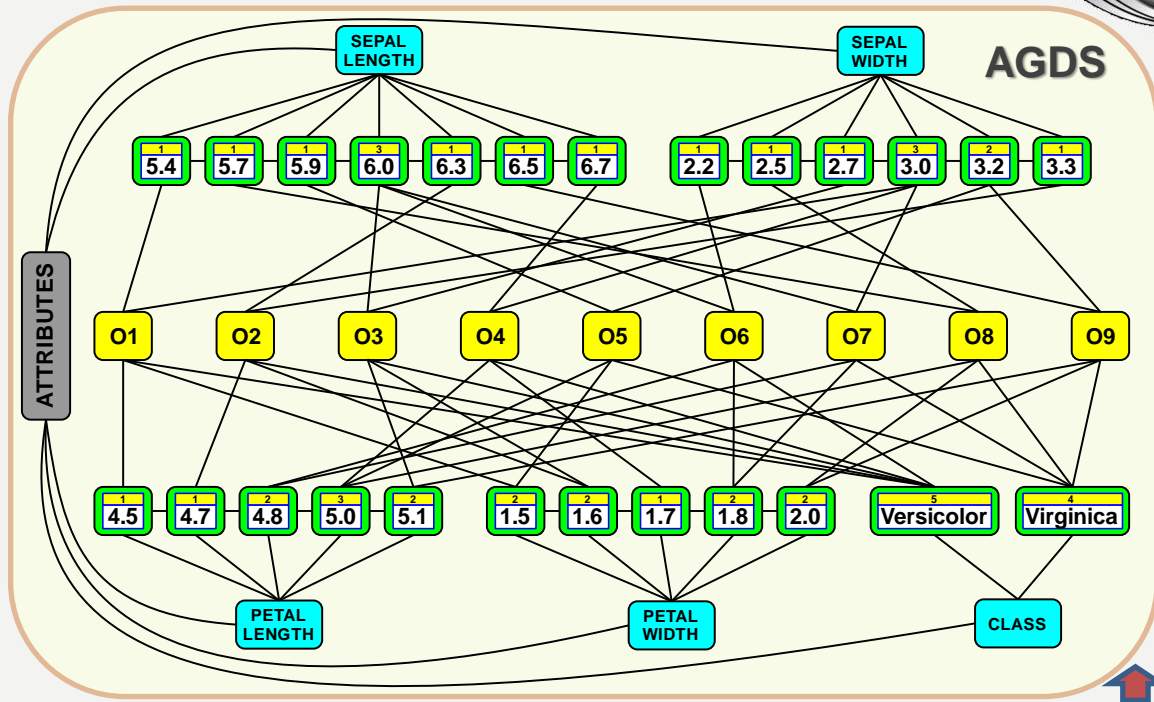 SEPAL
LENGTH
SEPAL
WIDTH
AGDS
1 1 1 3 1 1 1
5.4 5.7 5.9 6.0 6.3 6.5 6.7
1 1 1 3 2 1
2.2 2.5 2.7 3.0 3.2 3.3
ATTRIBUTES
O1 O2 O3 O4 O5 O6 O7 O8 O9
1 1 2 3 2
4.5 4.7 4.8 5.0 5.1
2 2 1 2 2
1.5 1.6 1.7 1.8 2.0
5 4
Versicolor Virginica
PETAL
LENGTH
PETAL
WIDTH
CLASS